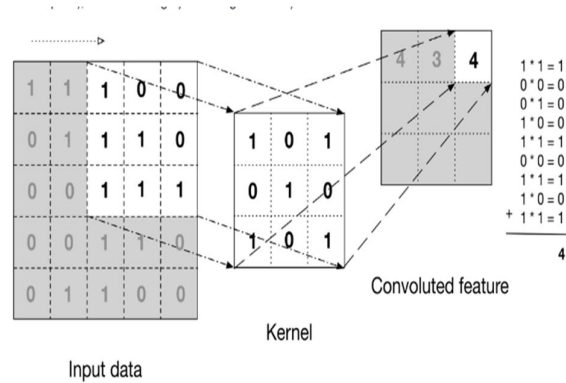 1 1 1 0 0
0 1 1 1 0
0 0 1 1 1
0 0 1 1 0
0 1 1 0 0
Input data
1 0 1
0 1 0
1 0 1
Kernel
4 3 4
Convoluted feature
1*1=1
0*0=0
0*1=0
1*0=0
1*1=1
0*0=0
1*1=1
1*0=0
+ 1*1=1
4